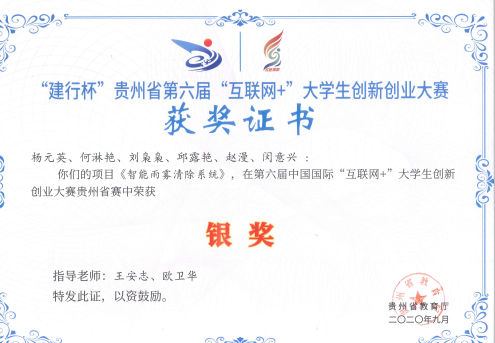 “建行杯”贵州省第六届“互联网+”大学生创新创业大赛
获奖证书
杨元英、何淋艳、刘枭枭、邱露艳、赵漫、闵意兴：
你们的项目《智能雨雾清除系统》，在第六届中国国际“互联网+”大学生创新
创业大赛贵州省赛中荣获
银奖
指导老师：王安志、欧卫华
特发此证，以资鼓励。
贵州省教育厅
二〇二〇年九月